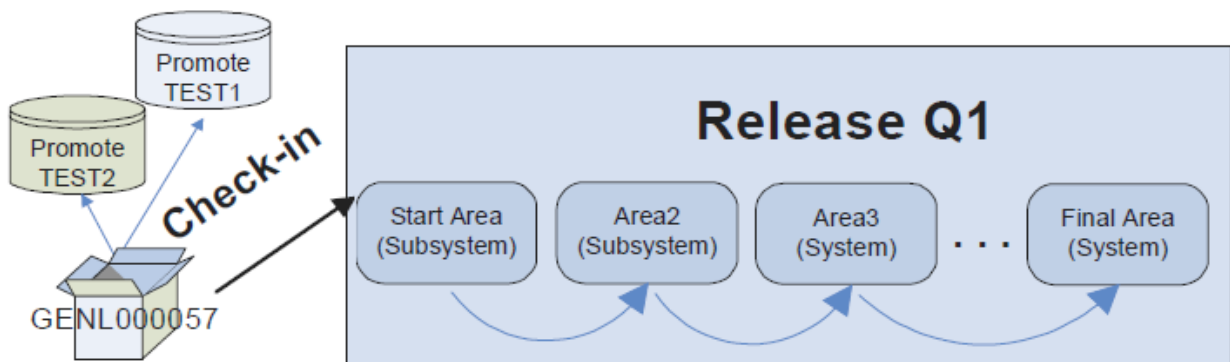 Promote
TEST1
Promote
TEST2
Check-in
GENL000057
Release Q1
Start Area
(Subsystem)
Area2
(Subsystem)
Area3
(System)
. . .
Final Area
(System)